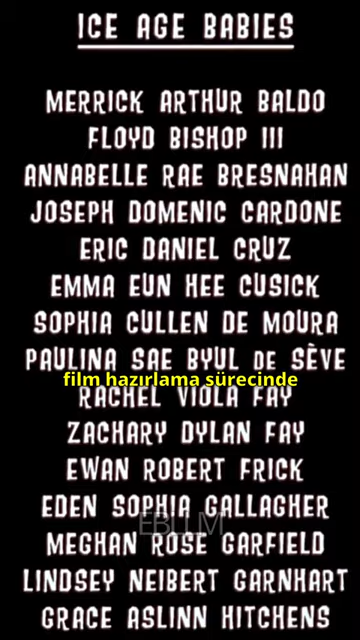 ICE AGE BABIES
MERRICK ARTHUR BALDO
FLOYD BISHOP III
ANNABELLE RAE BRESNAHAN
JOSEPH DOMENIC CARDONE
ERIC DANIEL CRUZ
EMMA EUN HEE CUSICK
SOPHIA CULLEN DE MOURA
PAULINA SAE BYUL DE SÈVE
film hazırlama sürecinde
RACHEL VIOLA FAY
ZACHARY DYLAN FAY
EWAN ROBERT FRICK
EDEN SOPHIA GALLAGHER
EBLLM
MEGHAN ROSE GARFIELD
LINDSEY NEIBERT GARNHART
GRACE ASLINN HITCHENS